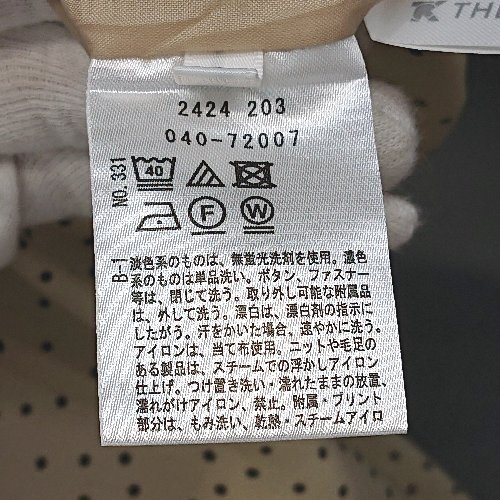 THE
2424 203
040-72007
NO. 331
40
F
W
B-1
淡色系のものは、無蛍光洗剤を使用。濃色
系のものは単品洗い。ボタン、ファスナー
等は、閉じて洗う。取り外し可能な附属品
は、外して洗う。漂白は、漂白剤の指示に
したがう。汗をかいた場合、速やかに洗う。
アイロンは、当て布使用。ニットや毛足の
ある製品は、スチームでの浮かしアイロン
仕上げ。つけ置き洗い・濡れたままの放置、
濡れがけアイロン、禁止。附属・プリント
部分は、もみ洗い、乾熱・スチームアイロ